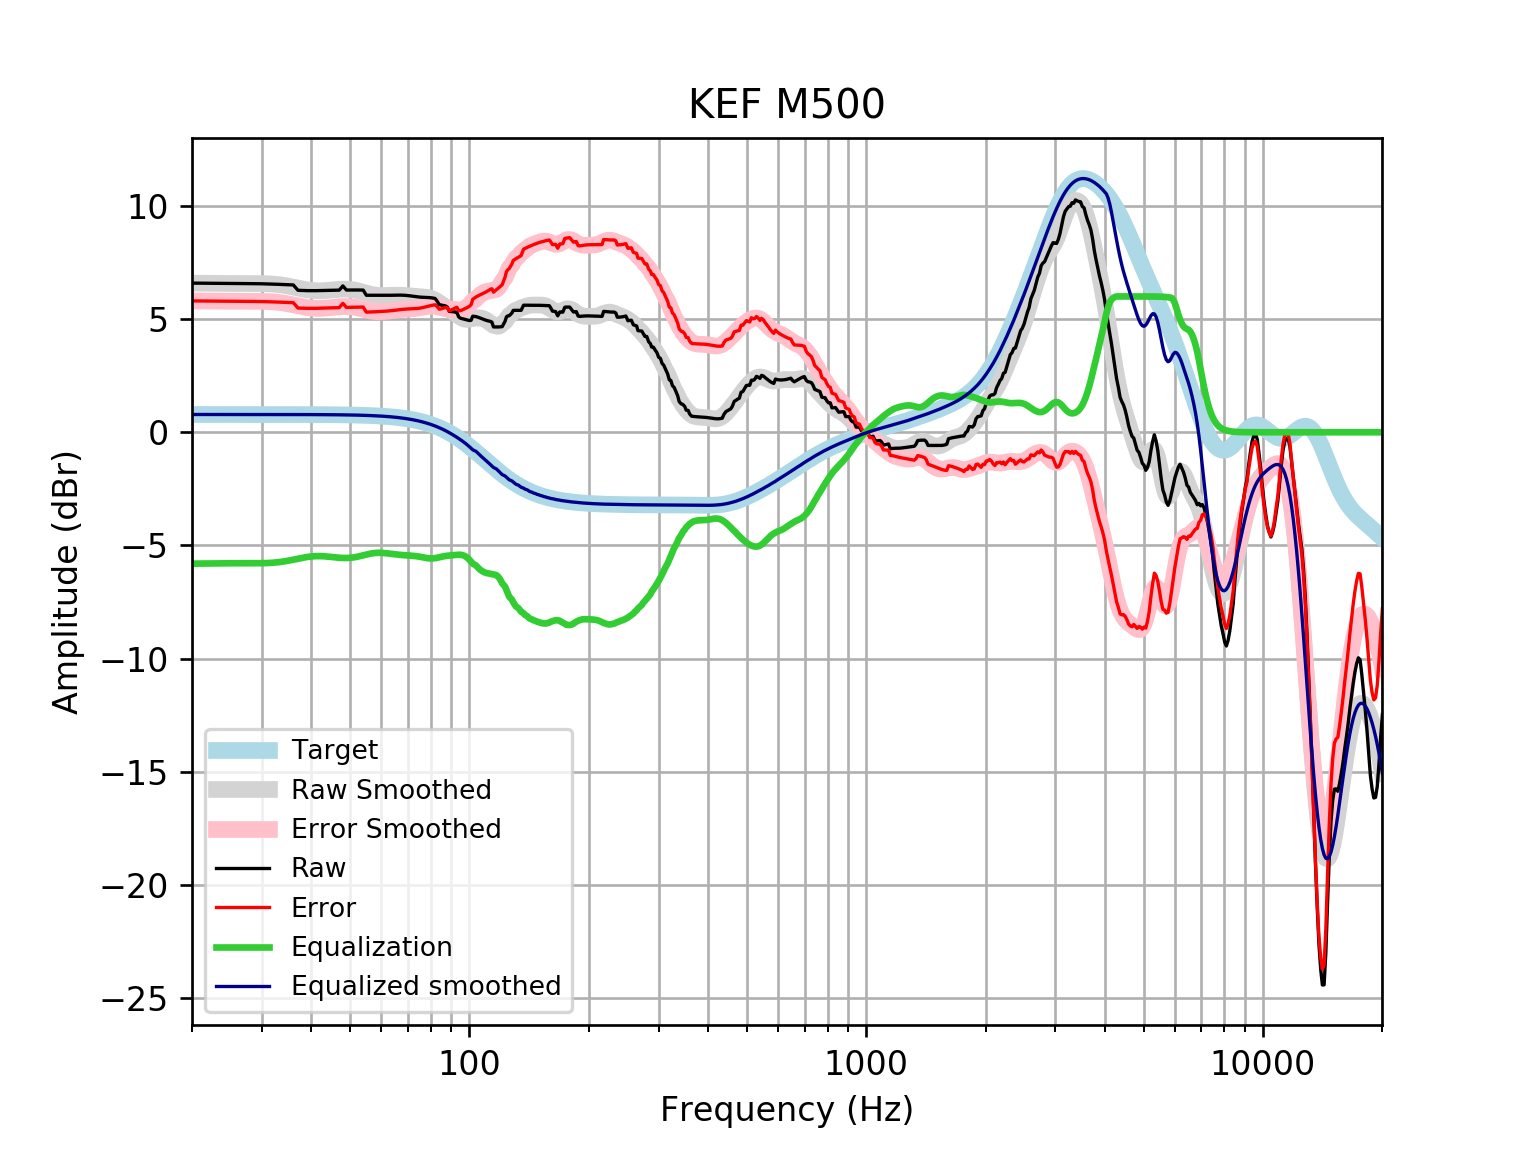 KEF M500
Amplitude (dBr)
10
5
0
−5
−10
−15
−20
−25
Target
Raw Smoothed
Error Smoothed
Raw
Error
Equalization
Equalized smoothed
100
1000
10000
Frequency (Hz)